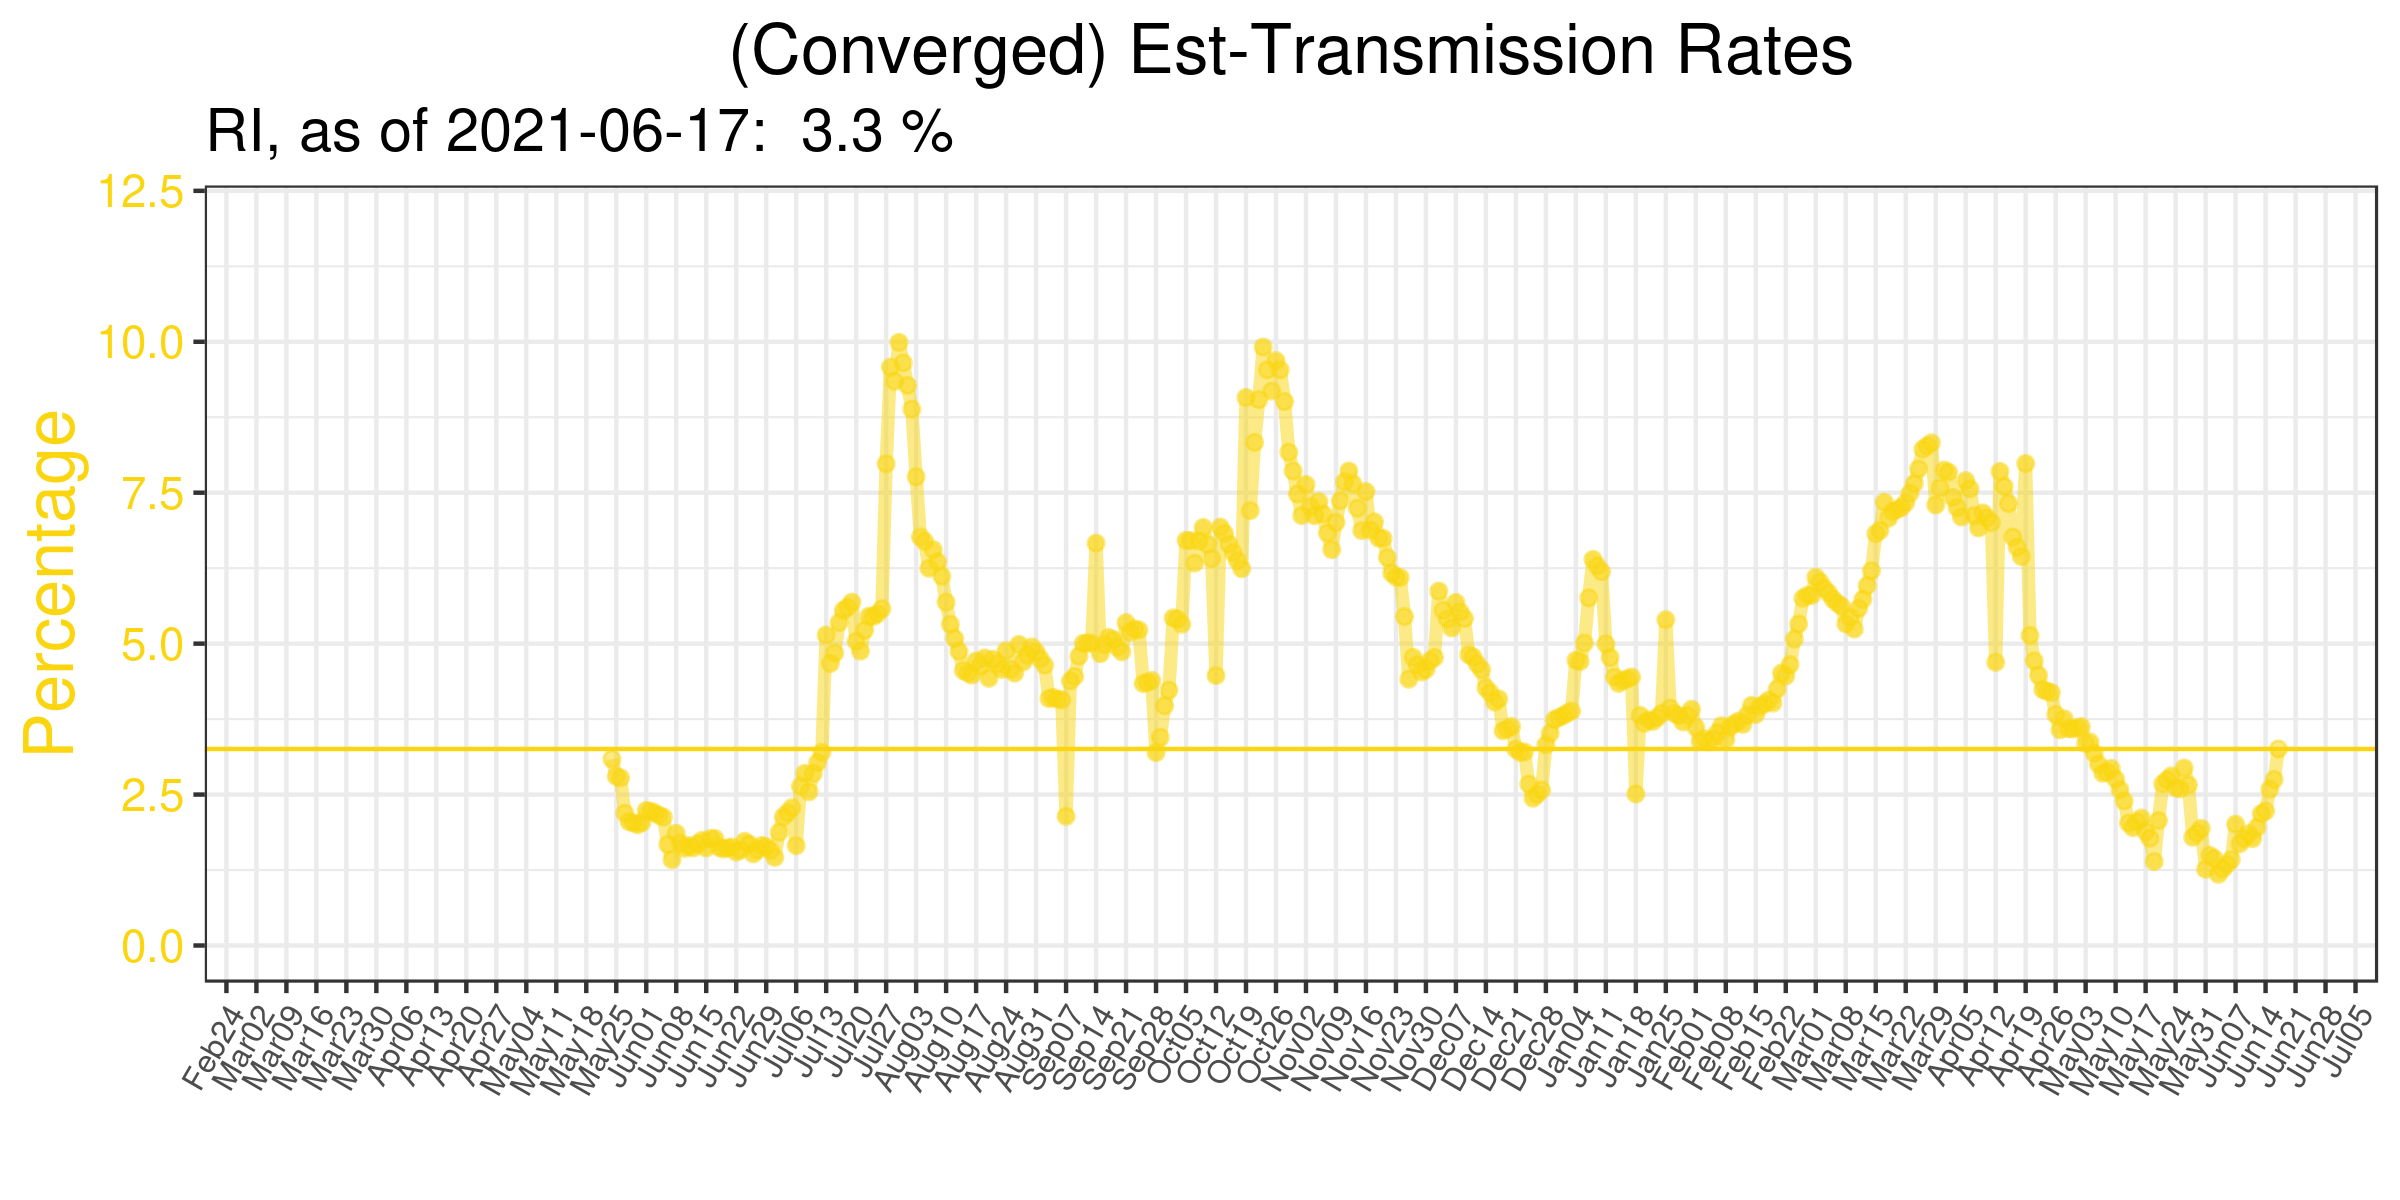 (Converged) Est-Transmission Rates
RI, as of 2021-06-17:  3.3 %
Percentage
12.5
10.0
7.5
5.0
2.5
0.0
Feb24
Mar02
Mar09
Mar16
Mar23
Mar30
Apr06
Apr13
Apr20
Apr27
May04
May11
May18
May25
Jun01
Jun08
Jun15
Jun22
Jun29
Jul06
Jul13
Jul20
Jul27
Aug03
Aug10
Aug17
Aug24
Aug31
Sep07
Sep14
Sep21
Sep28
Oct05
Oct12
Oct19
Oct26
Nov02
Nov09
Nov16
Nov23
Nov30
Dec07
Dec14
Dec21
Dec28
Jan04
Jan11
Jan18
Jan25
Feb01
Feb08
Feb15
Feb22
Mar01
Mar08
Mar15
Mar22
Mar29
Apr05
Apr12
Apr19
Apr26
May03
May10
May17
May24
May31
Jun07
Jun14
Jun21
Jun28
Jul05